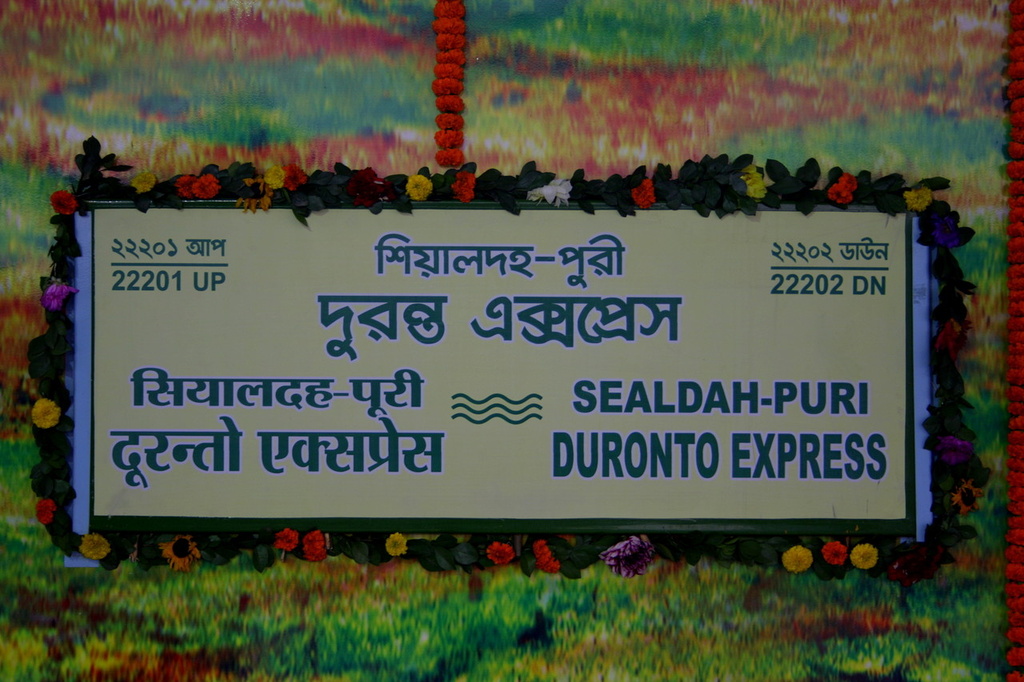 ২২২০১ আপ
22201 UP
শিয়ালদহ-পুরী
২২২০২ ডাউন
22202 DN
দুরন্ত এক্সপ্রেস
सियालदह-पूरी
दूरन्तो एक्सप्रेस
SEALDAH-PURI
DURONTO EXPRESS